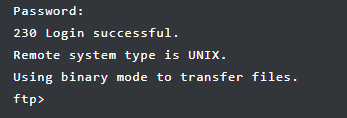 Password:
230 Login successful.
Remote system type is UNIX.
Using binary mode to transfer files.
ftp>